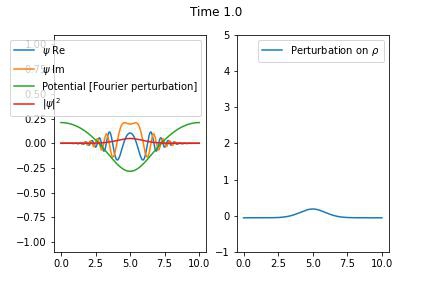 Time 1.0
1.00
0.75
0.50
0.25
0.00
−0.25
−0.50
−0.75
−1.00
0.0 2.5 5.0 7.5 10.0
ψ Re
ψ Im
Potential [Fourier perturbation]
|ψ|²
5
4
3
2
1
0
−1
0.0 2.5 5.0 7.5 10.0
Perturbation on ρ